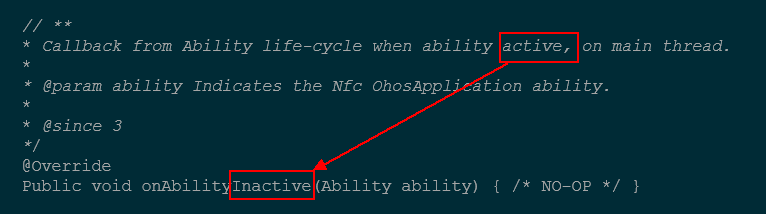 // **
* Callback from Ability life-cycle when ability active, on main thread.
*
* @param ability Indicates the Nfc OhosApplication ability.
*
* @since 3
*/
@Override
Public void onAbilityInactive(Ability ability) { /* NO-OP */ }